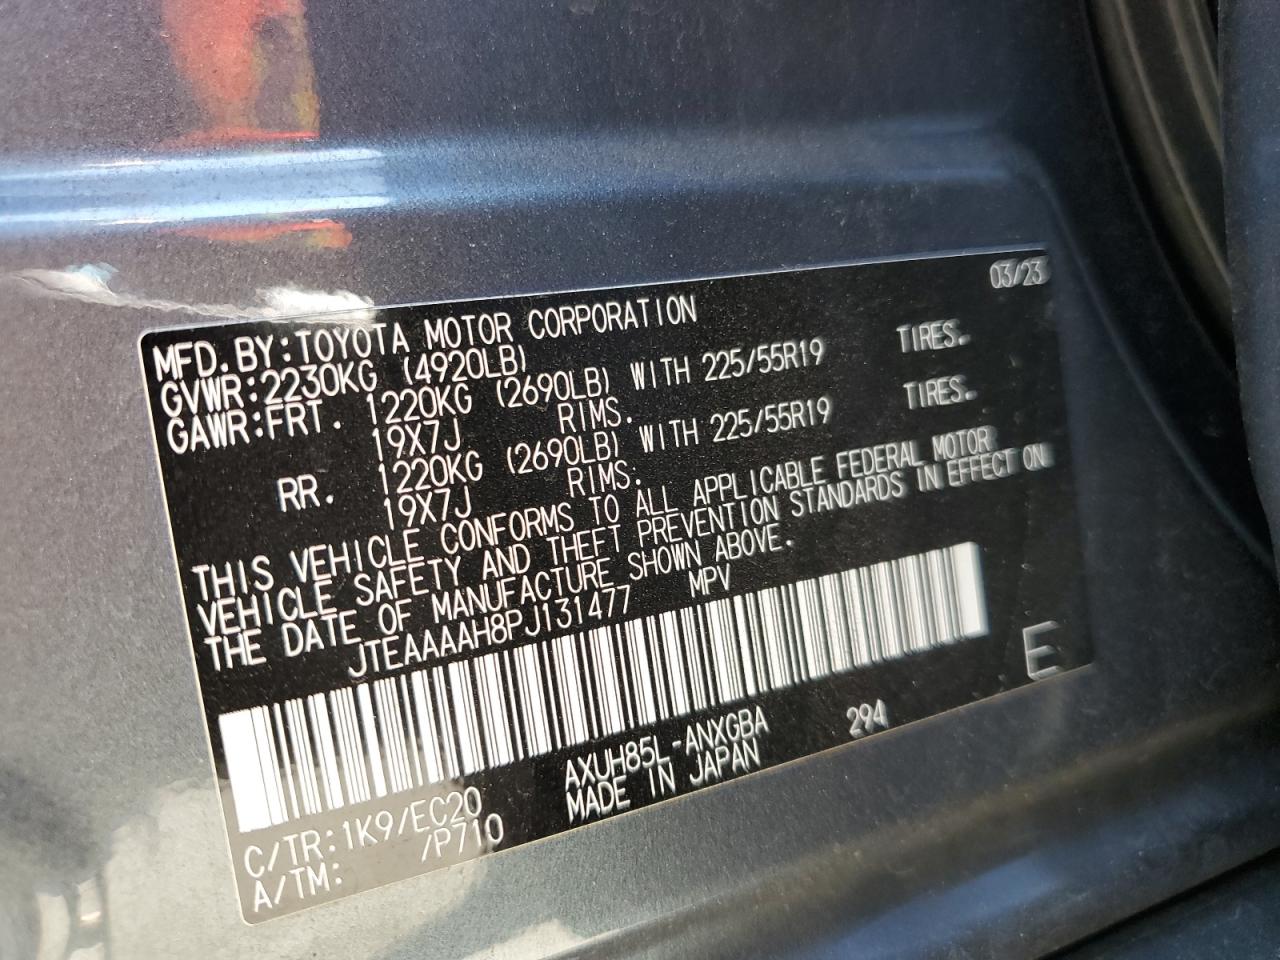 03/23
MFD.BY:TOYOTA MOTOR CORPORATION
GVWR:2230KG (4920LB)
GAWR:FRT. 1220KG (2690LB) WITH 225/55R19 TIRES.
19X7J RIMS.
RR. 1220KG (2690LB) WITH 225/55R19 TIRES.
19X7J RIMS.
THIS VEHICLE CONFORMS TO ALL APPLICABLE FEDERAL MOTOR
VEHICLE SAFETY AND THEFT PREVENTION STANDARDS IN EFFECT ON
THE DATE OF MANUFACTURE SHOWN ABOVE.
JTEAAAAH8PJ131477 MPV
E
C/TR:1K9/EC20 AXUH85L-ANXGBA 294
A/TM: /P710 MADE IN JAPAN